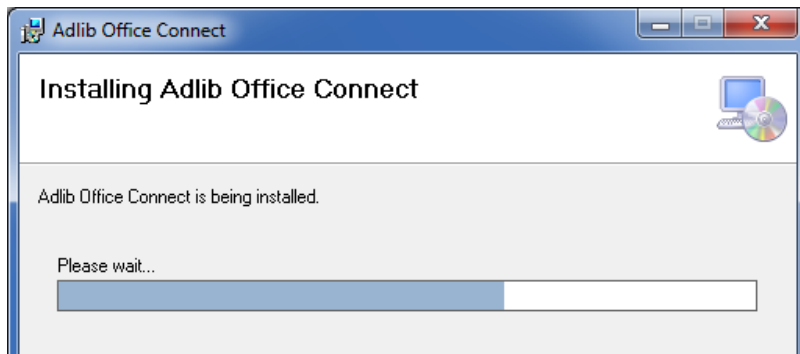 Adlib Office Connect
Installing Adlib Office Connect
Adlib Office Connect is being installed.
Please wait...